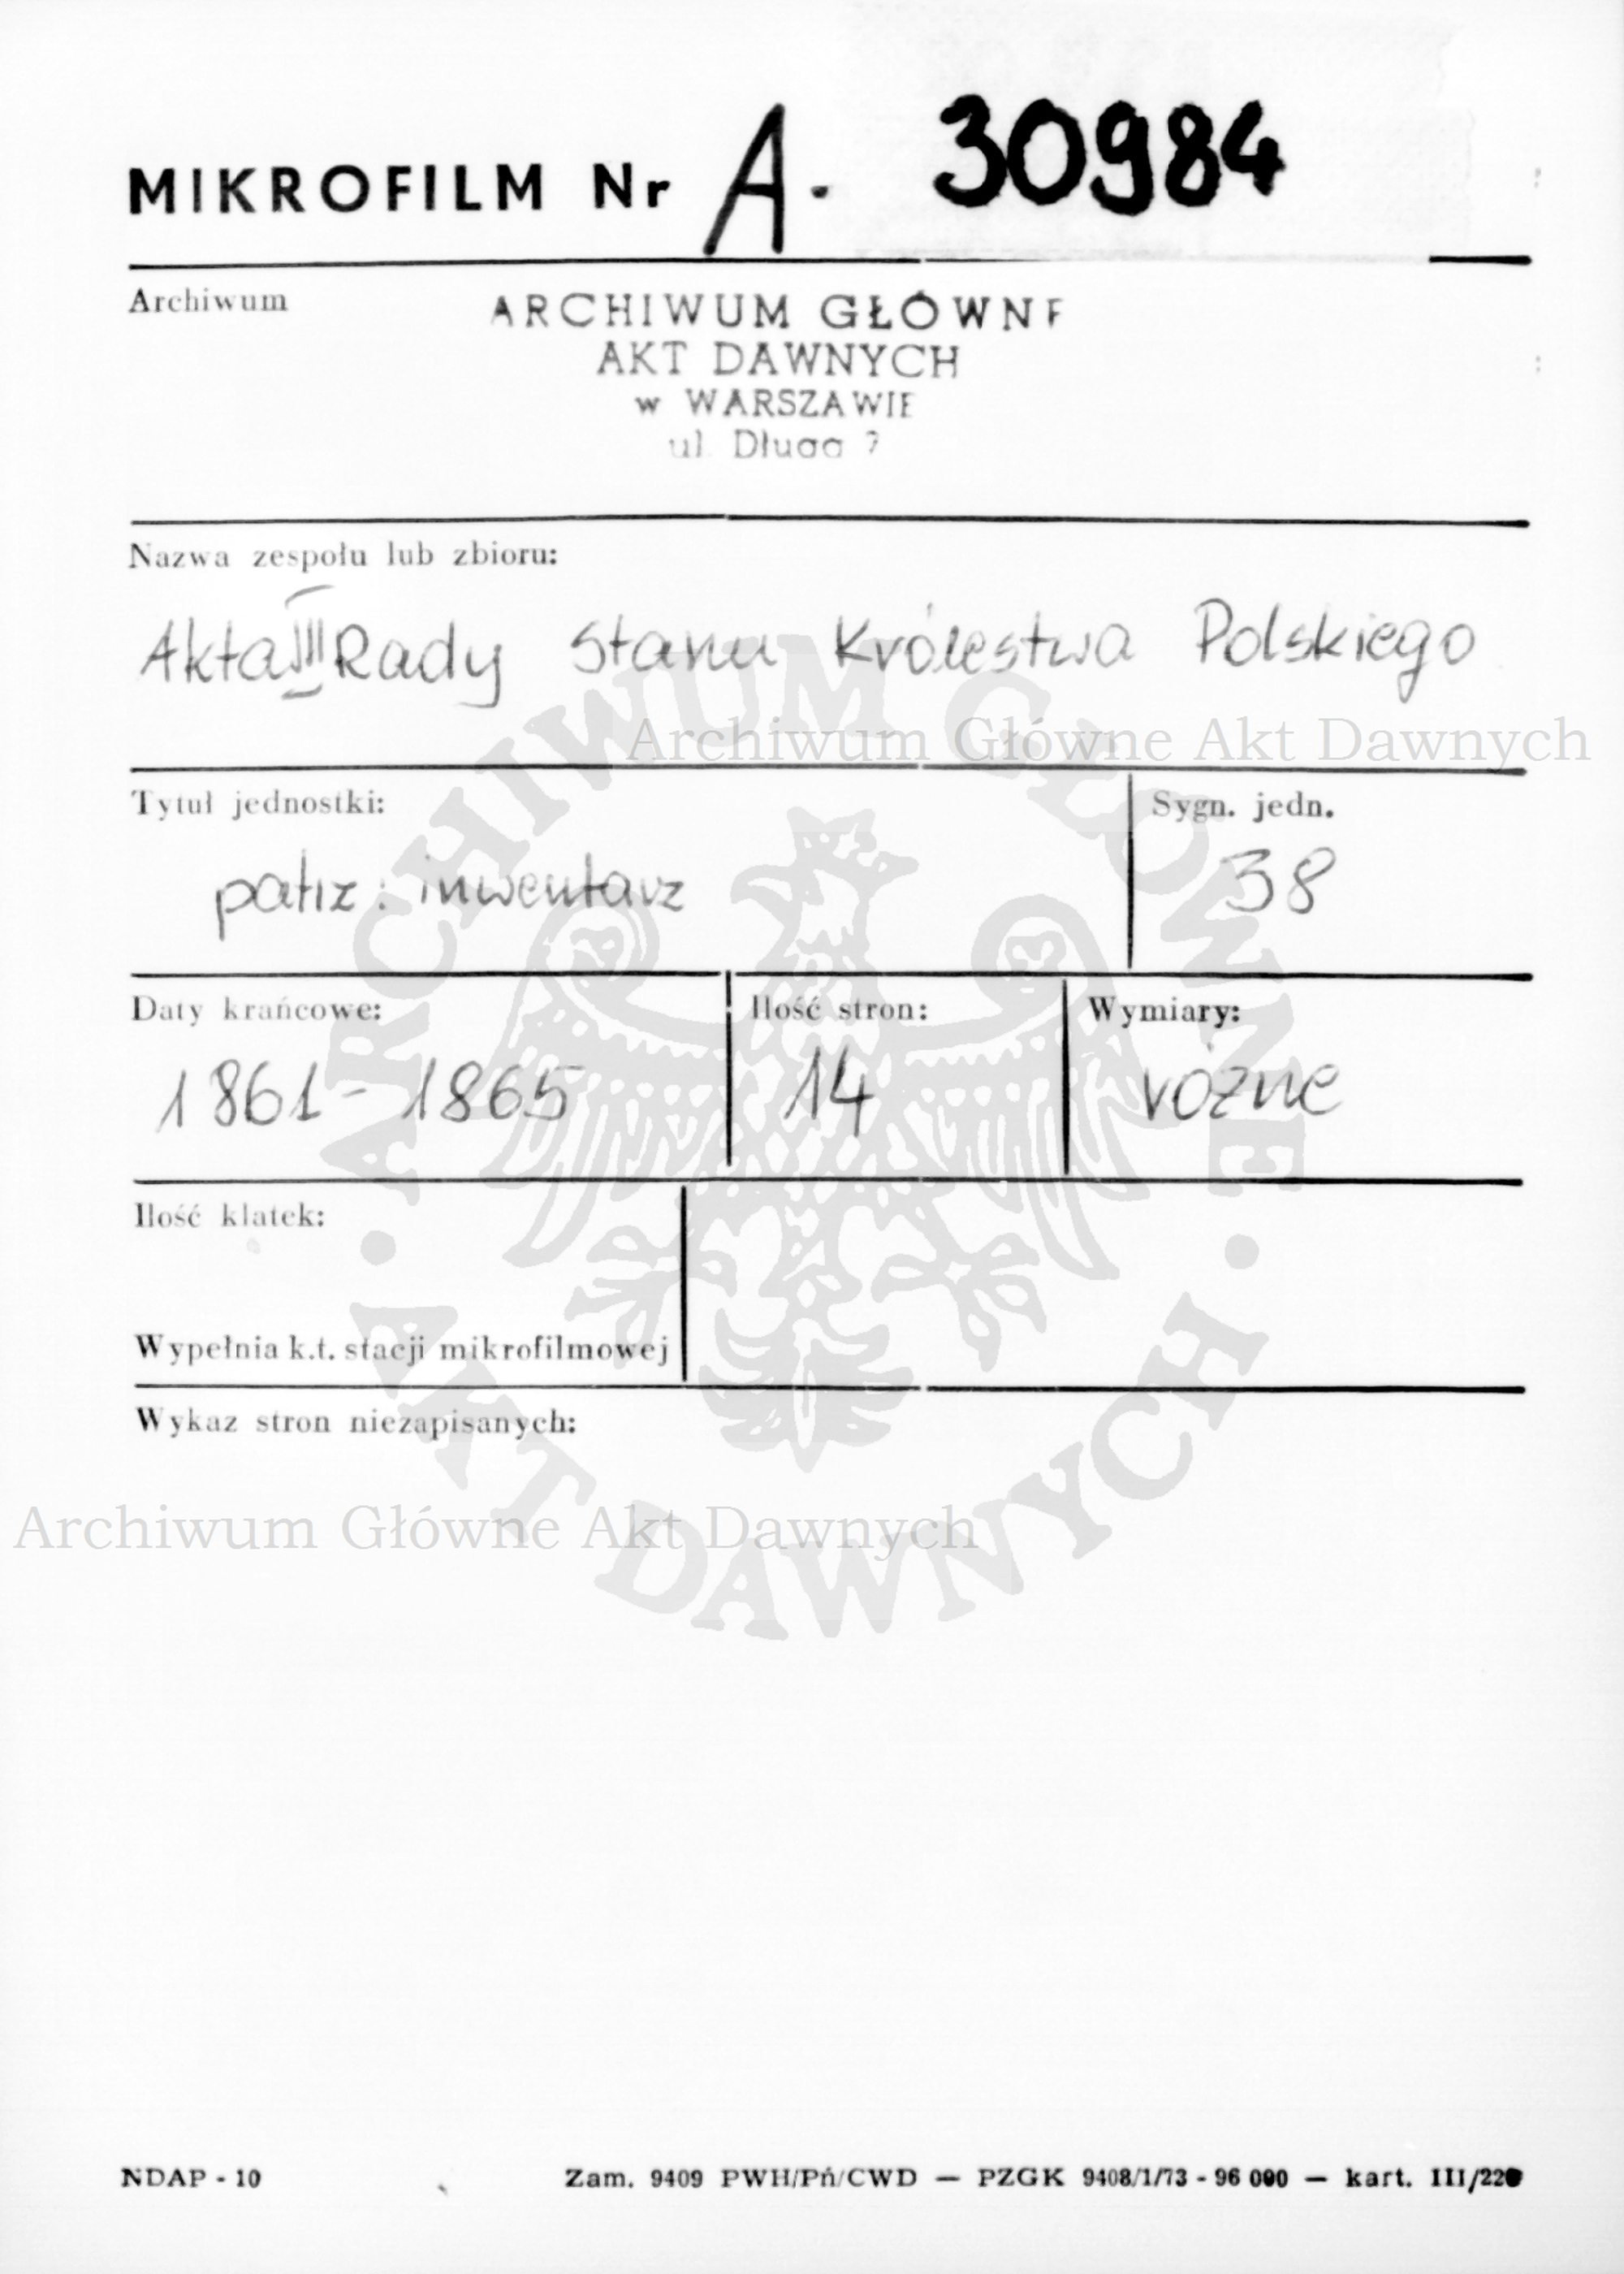 MIKROFILM Nr A. 30984
Archiwum
ARCHIWUM GŁÓWNE
AKT DAWNYCH
w WARSZAWIE
ul. Długa 7
Nazwa zespołu lub zbioru:
Akta III Rady Stanu Królestwa Polskiego
Archiwum Główne Akt Dawnych
Tytuł jednostki:
Sygn. jedn.
patrz: inwentarz
38
Daty krańcowe:
Ilość stron:
Wymiary:
1861 - 1865
14
różne
Ilość klatek:
Wypełnia k.t. stacji mikrofilmowej
Wykaz stron niezapisanych:
Archiwum Główne Akt Dawnych
ARCHIWUM GŁÓWNE · AKT DAWNYCH ·
NDAP - 10
Zam. 9409 PWH/Pń/CWD — PZGK 9408/1/73 - 96 000 — kart. III/220